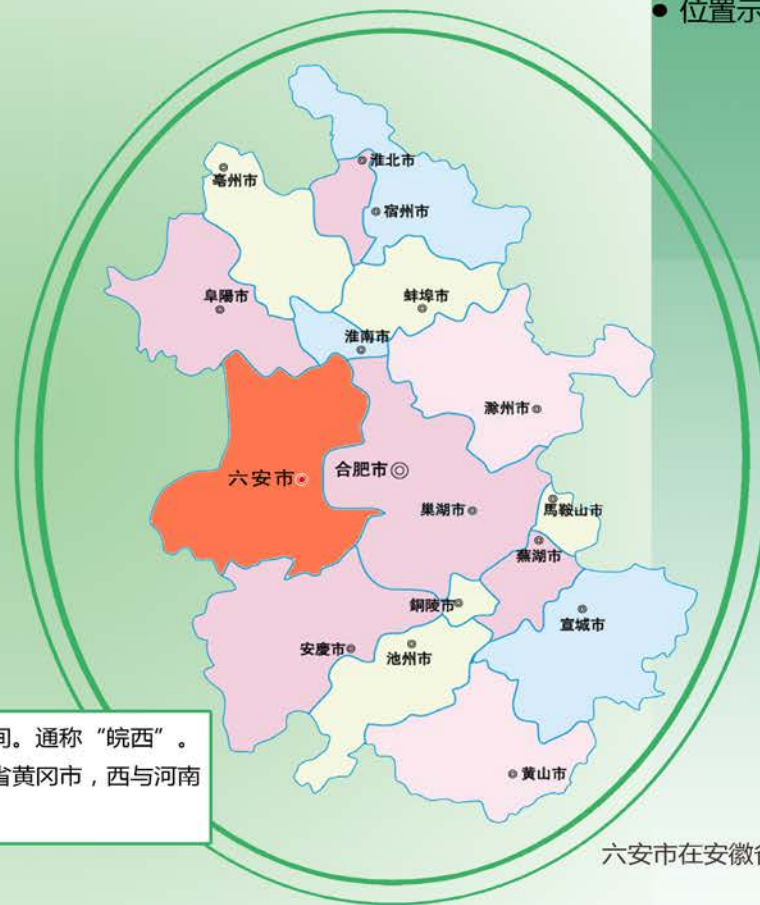 ● 位置示
淮北市
亳州市
宿州市
阜陽市
蚌埠市
淮南市
滁州市
合肥市
六安市
巢湖市
馬鞍山市
蕪湖市
銅陵市
宣城市
安慶市
池州市
间。通称“皖西”。
省黄冈市，西与河南
黄山市
六安市在安徽省